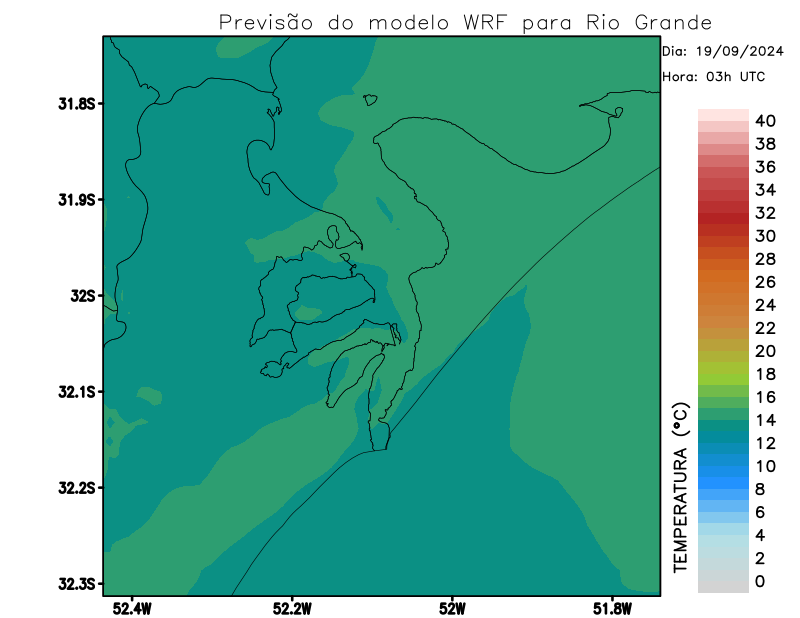 Previsão do modelo WRF para Rio Grande
Dia: 19/09/2024
Hora: 03h UTC
31.8S
31.9S
32S
32.1S
32.2S
32.3S
52.4W
52.2W
52W
51.8W
TEMPERATURA (°C)
40
38
36
34
32
30
28
26
24
22
20
18
16
14
12
10
8
6
4
2
0